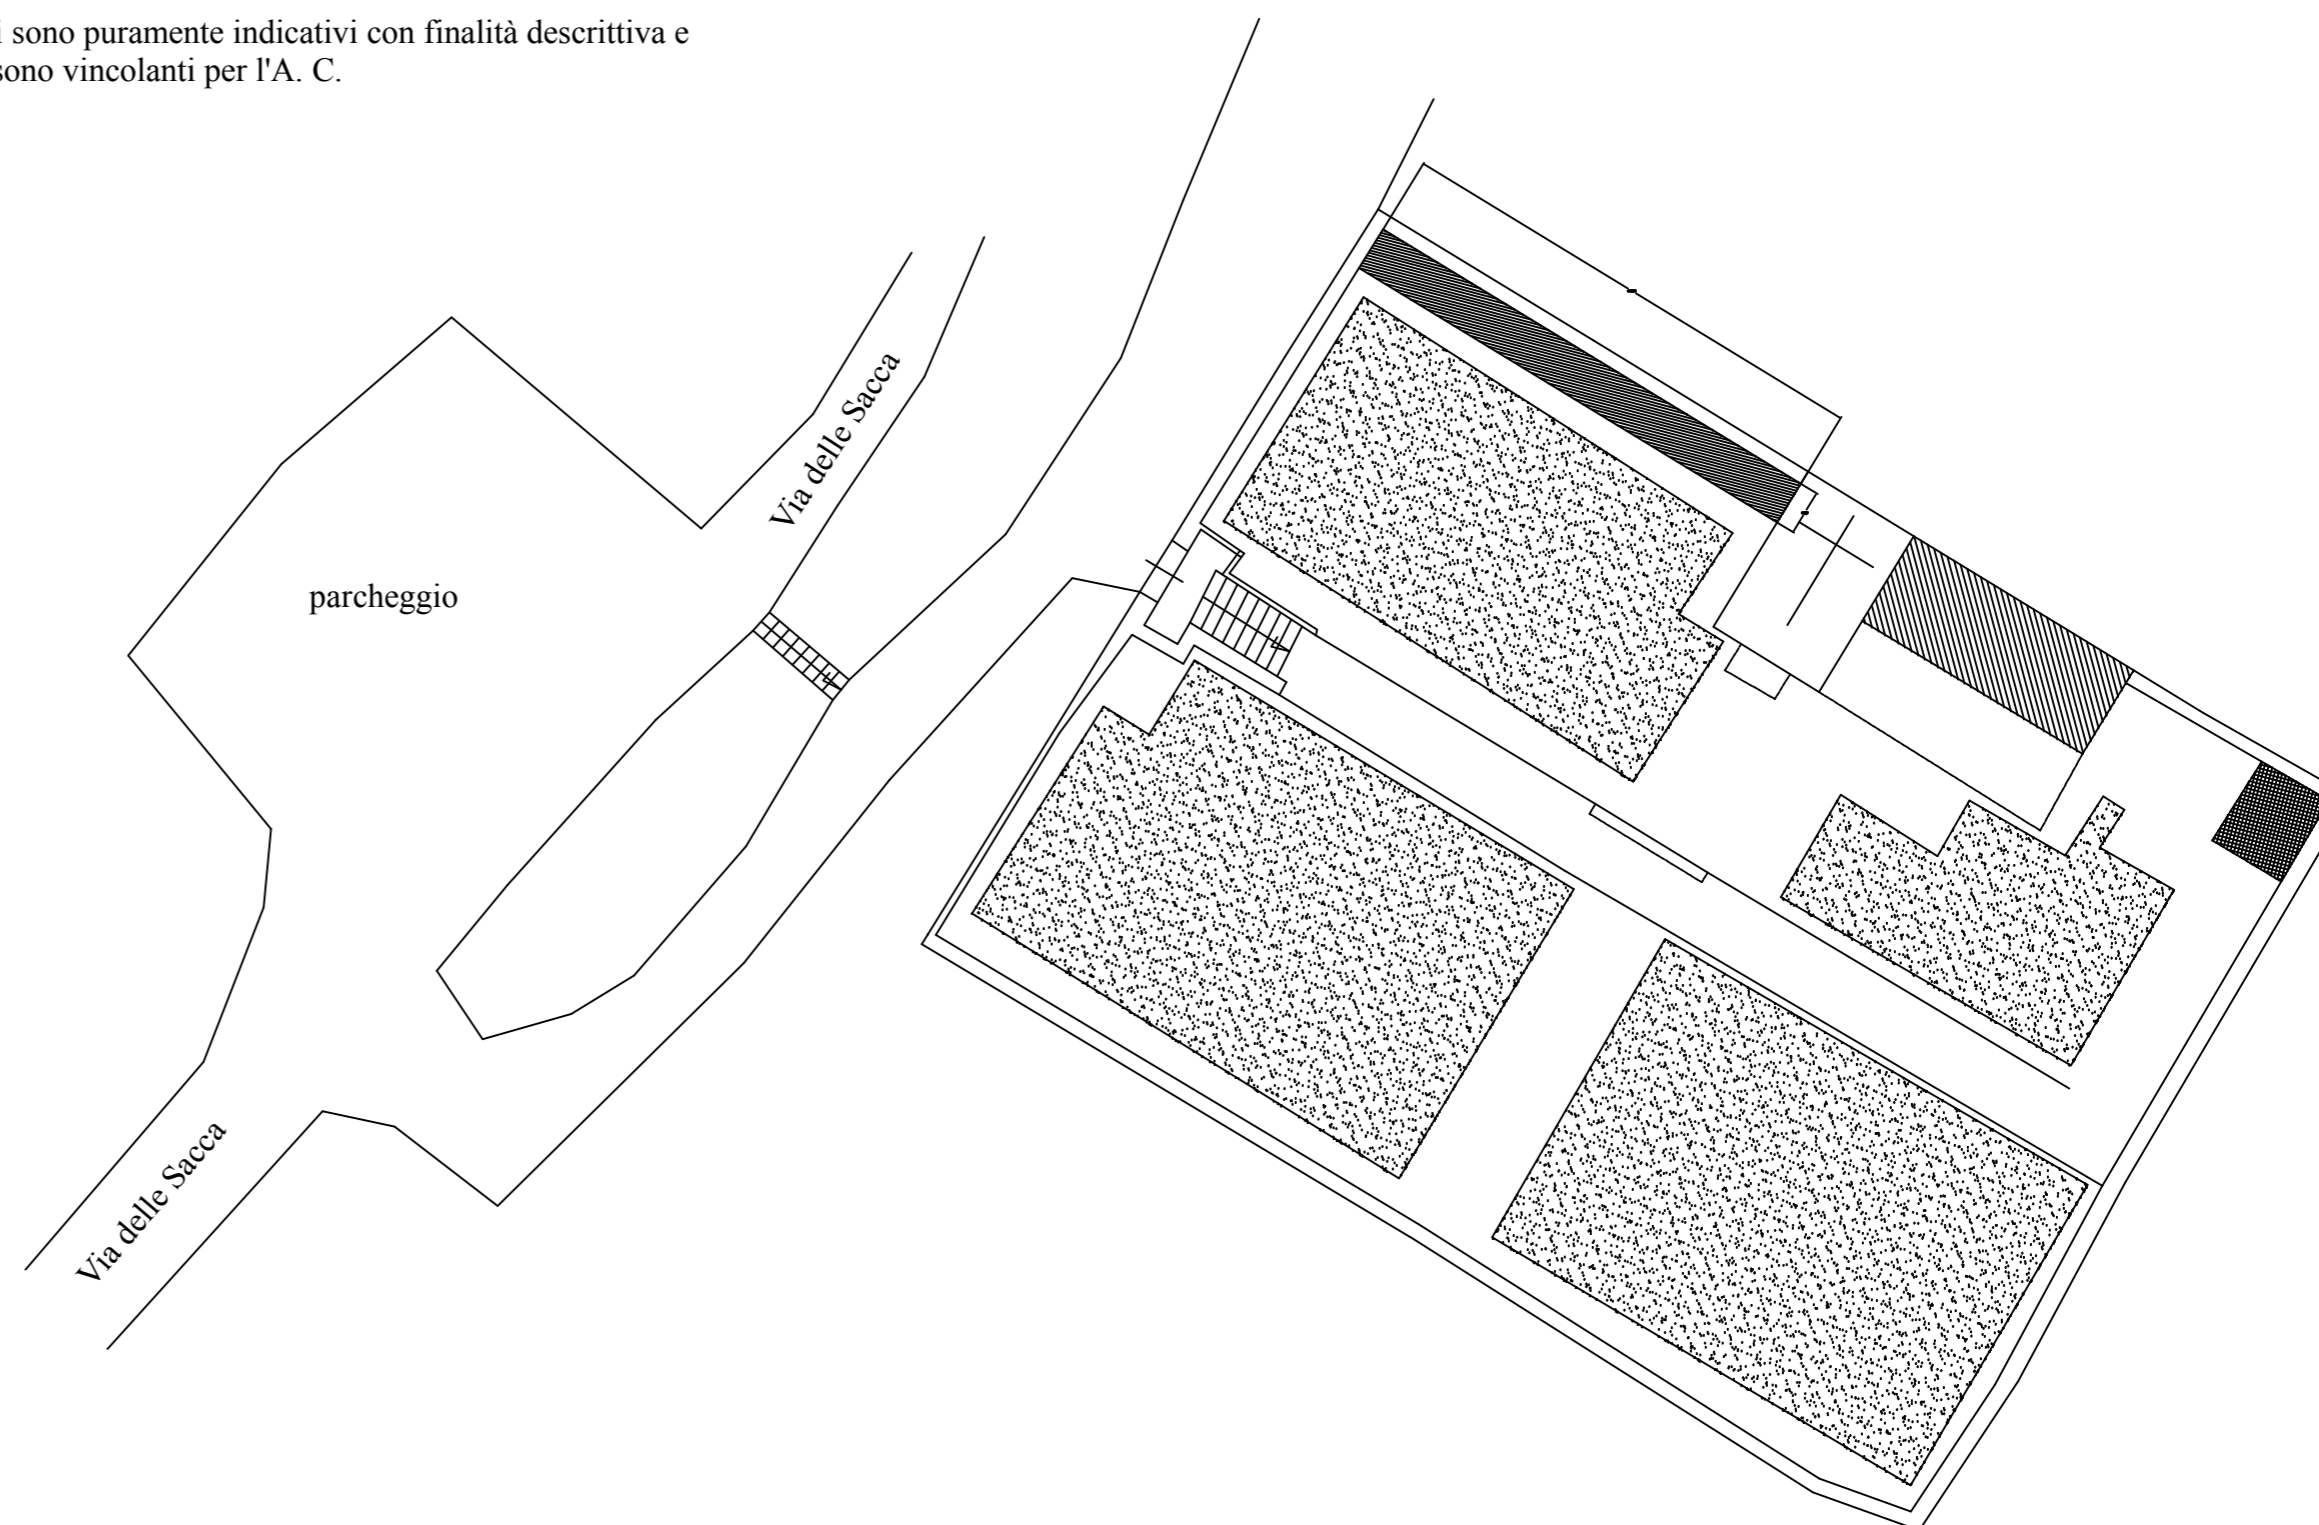 sono puramente indicativi con finalità descrittiva e
sono vincolanti per l'A. C.
Via delle Sacca
parcheggio
Via delle Sacca